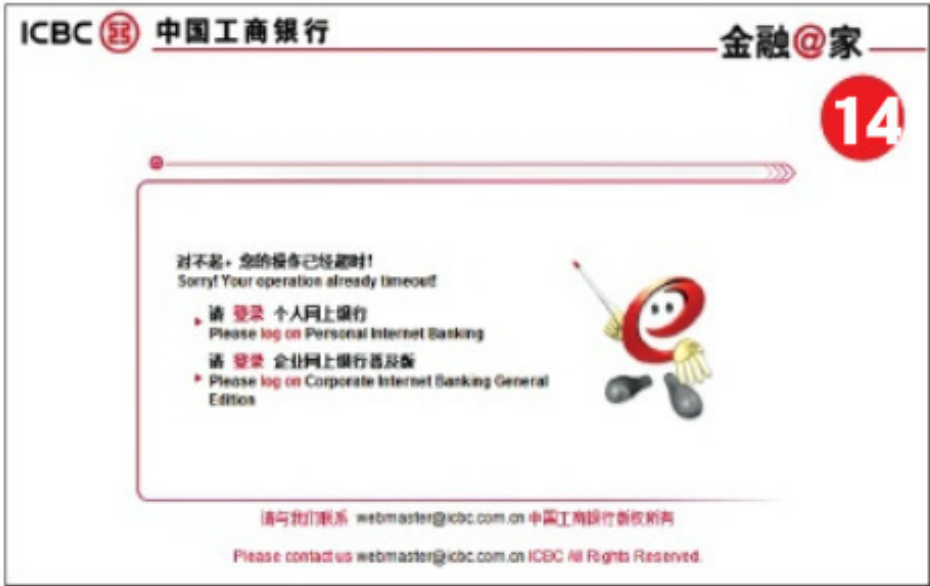 ICBC 中国工商银行
金融@家
14
对不起，您的操作已经超时！
Sorry! Your operation already timeout!
请 登录 个人网上银行
Please log on Personal Internet Banking
请 登录 企业网上银行普及版
Please log on Corporate Internet Banking General
Edition
请与我们联系 webmaster@icbc.com.cn 中国工商银行版权所有
Please contact us webmaster@icbc.com.cn ICBC All Rights Reserved.